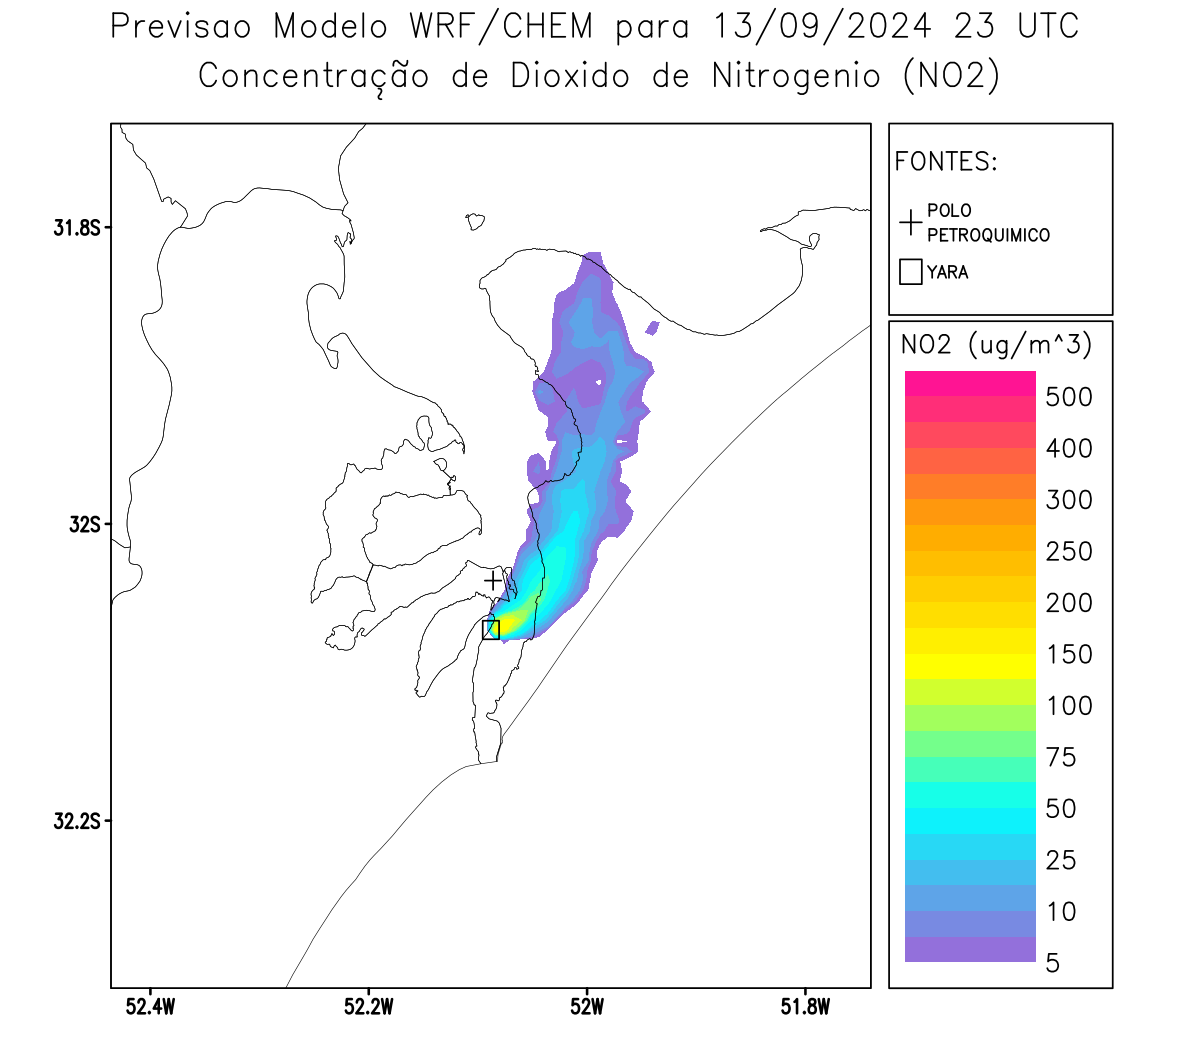 Previsao Modelo WRF/CHEM para 13/09/2024 23 UTC
Concentração de Dioxido de Nitrogenio (NO2)
FONTES:
POLO
PETROQUIMICO
YARA
NO2 (ug/m^3)
500
400
300
250
200
150
100
75
50
25
10
5
31.8S
32S
32.2S
52.4W
52.2W
52W
51.8W